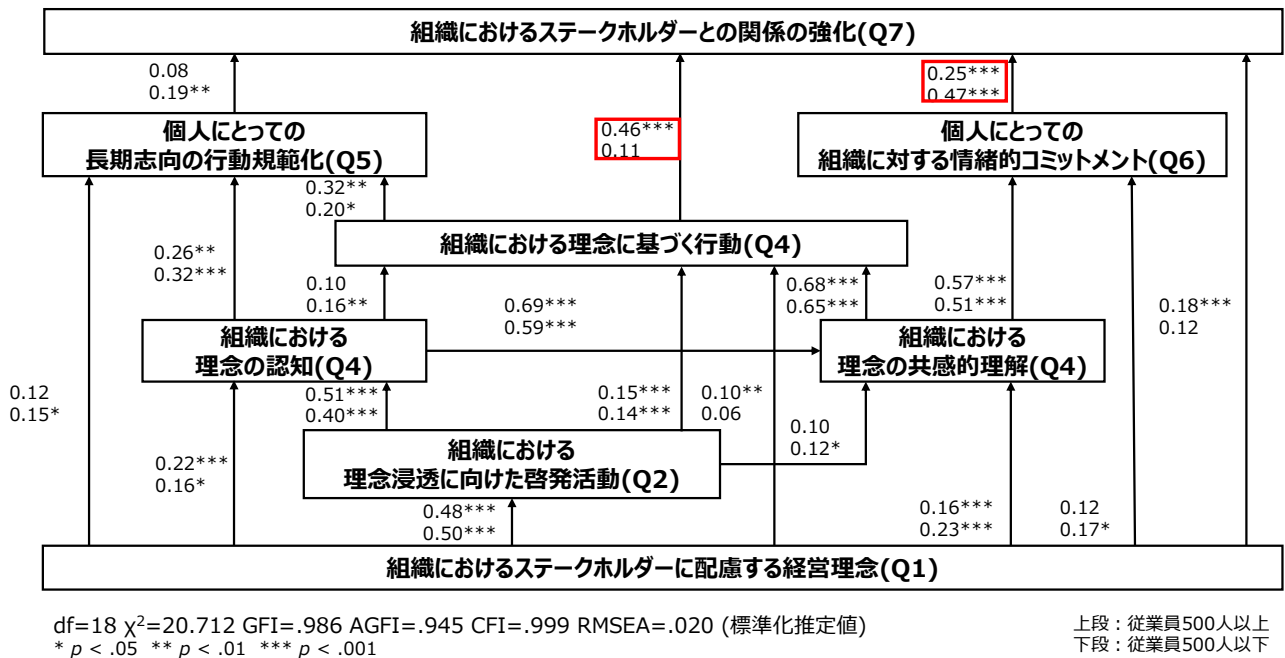 組織におけるステークホルダーとの関係の強化(Q7)
0.08
0.19**
0.25***
0.47***
個人にとっての
長期志向の行動規範化(Q5)
0.46***
0.11
個人にとっての
組織に対する情緒的コミットメント(Q6)
0.32**
0.20*
組織における理念に基づく行動(Q4)
0.26**
0.32***
0.10
0.16**
0.69***
0.59***
0.68***
0.65***
0.57***
0.51***
0.18***
0.12
組織における
理念の認知(Q4)
組織における
理念の共感的理解(Q4)
0.12
0.15*
0.51***
0.40***
0.15***
0.14***
0.10**
0.06
0.10
0.12*
組織における
理念浸透に向けた啓発活動(Q2)
0.22***
0.16*
0.48***
0.50***
0.16***
0.23***
0.12
0.17*
組織におけるステークホルダーに配慮する経営理念(Q1)
df=18 χ²=20.712 GFI=.986 AGFI=.945 CFI=.999 RMSEA=.020 (標準化推定値)
* p < .05 ** p < .01 *** p < .001
上段：従業員500人以上
下段：従業員500人以下